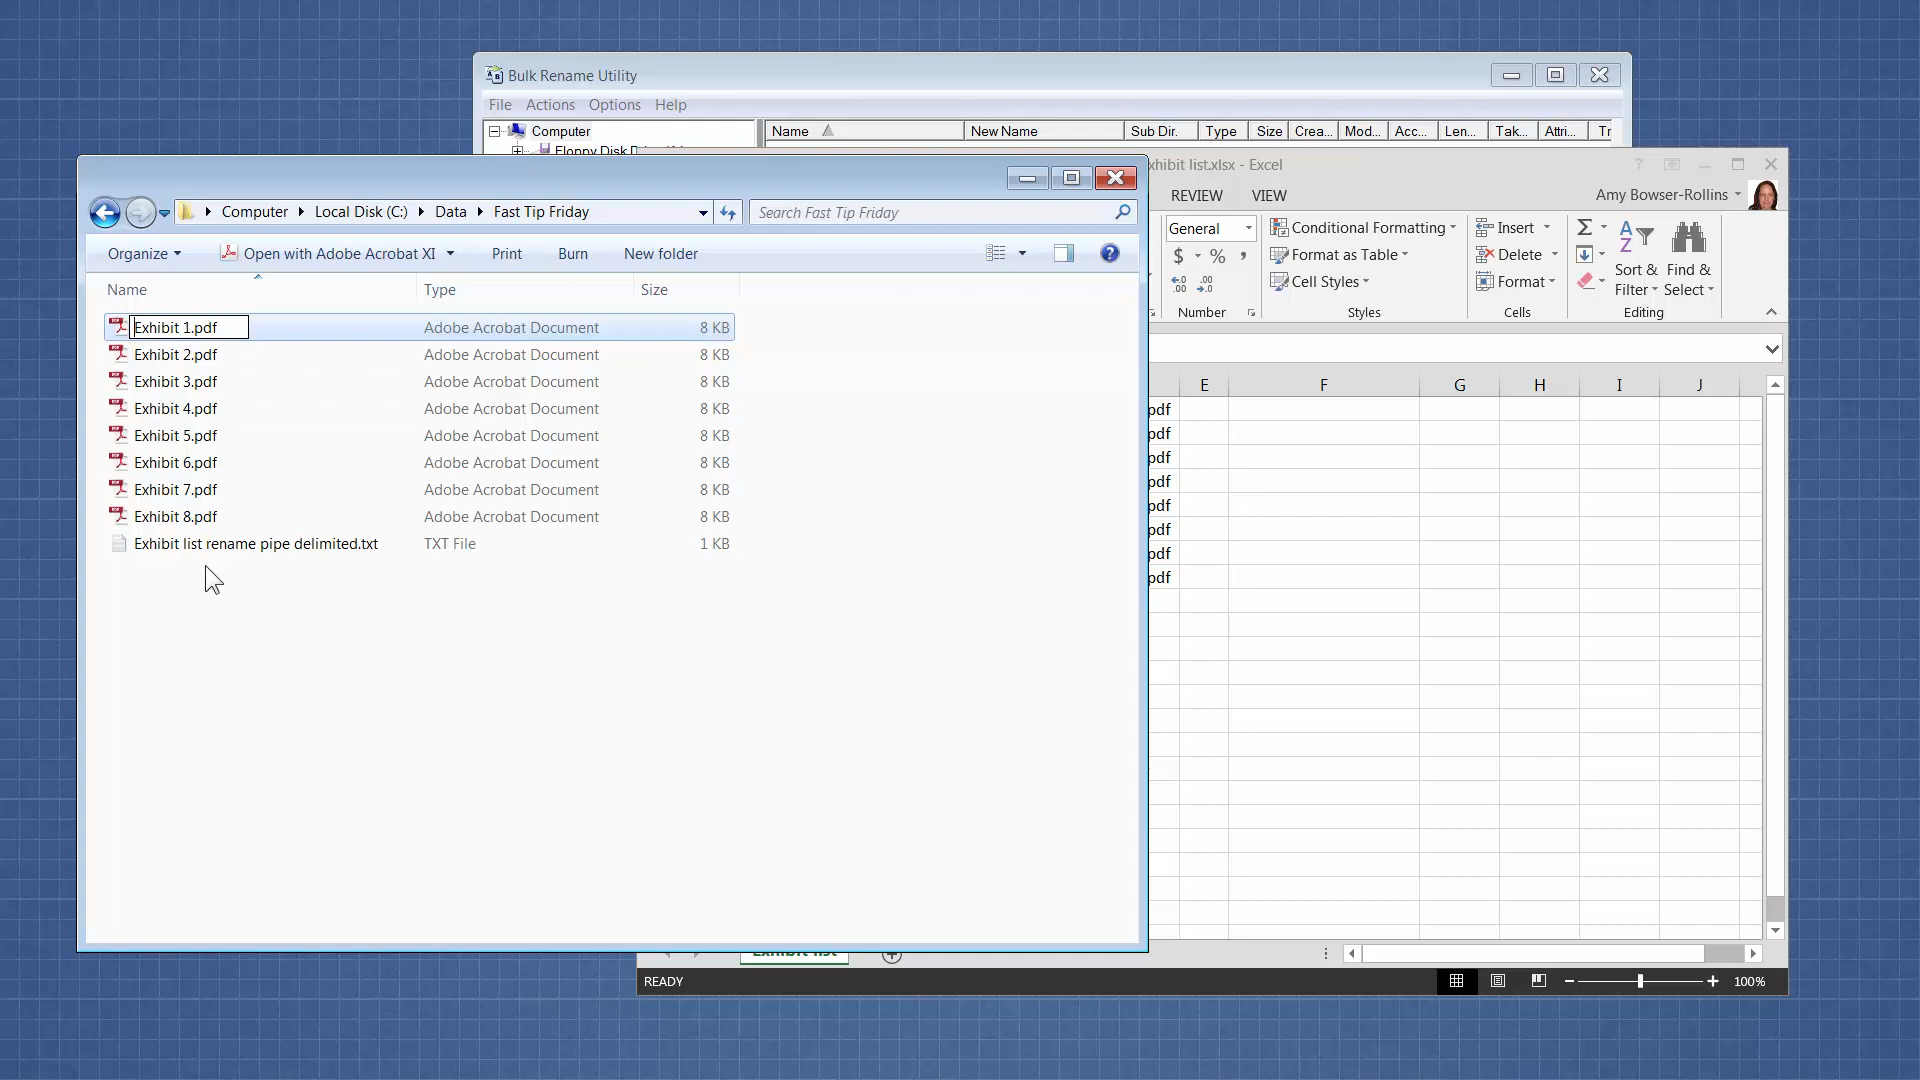 Bulk Rename Utility
File Actions Options Help
Computer
Name New Name Sub Dir. Type Size Crea... Mod... Acc... Len... Tak... Attri...
xhibit list.xlsx - Excel
REVIEW VIEW Amy Bowser-Rollins
Computer Local Disk (C:) Data Fast Tip Friday Search Fast Tip Friday
General Conditional Formatting Insert
Format as Table Delete
Cell Styles Format
Sort & Filter Find & Select
Number Styles Cells Editing
Organize Open with Adobe Acrobat XI Print Burn New folder
Name Type Size
Exhibit 1.pdf Adobe Acrobat Document 8 KB
Exhibit 2.pdf Adobe Acrobat Document 8 KB
Exhibit 3.pdf Adobe Acrobat Document 8 KB
Exhibit 4.pdf Adobe Acrobat Document 8 KB
Exhibit 5.pdf Adobe Acrobat Document 8 KB
Exhibit 6.pdf Adobe Acrobat Document 8 KB
Exhibit 7.pdf Adobe Acrobat Document 8 KB
Exhibit 8.pdf Adobe Acrobat Document 8 KB
Exhibit list rename pipe delimited.txt TXT File 1 KB
E F G H I J
pdf
pdf
pdf
pdf
pdf
pdf
pdf
pdf
Exhibit list
READY 100%